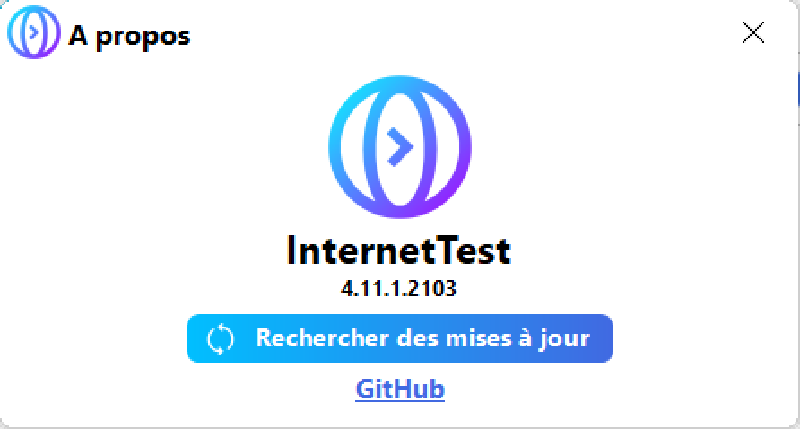 A propos
InternetTest
4.11.1.2103
Rechercher des mises à jour
GitHub